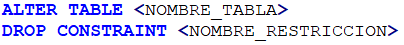 ALTER TABLE <NOMBRE_TABLA>
DROP CONSTRAINT <NOMBRE_RESTRICCION>